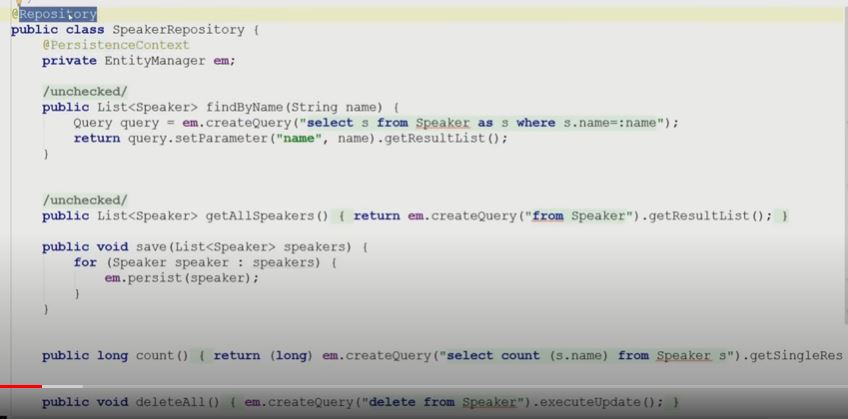 @Repository
public class SpeakerRepository {
@PersistenceContext
private EntityManager em;
/unchecked/
public List<Speaker> findByName(String name) {
Query query = em.createQuery("select s from Speaker as s where s.name=:name");
return query.setParameter("name", name).getResultList();
}
/unchecked/
public List<Speaker> getAllSpeakers() { return em.createQuery("from Speaker").getResultList(); }
public void save(List<Speaker> speakers) {
for (Speaker speaker : speakers) {
em.persist(speaker);
}
}
public long count() { return (long) em.createQuery("select count (s.name) from Speaker s").getSingleRes
public void deleteAll() { em.createQuery("delete from Speaker").executeUpdate(); }